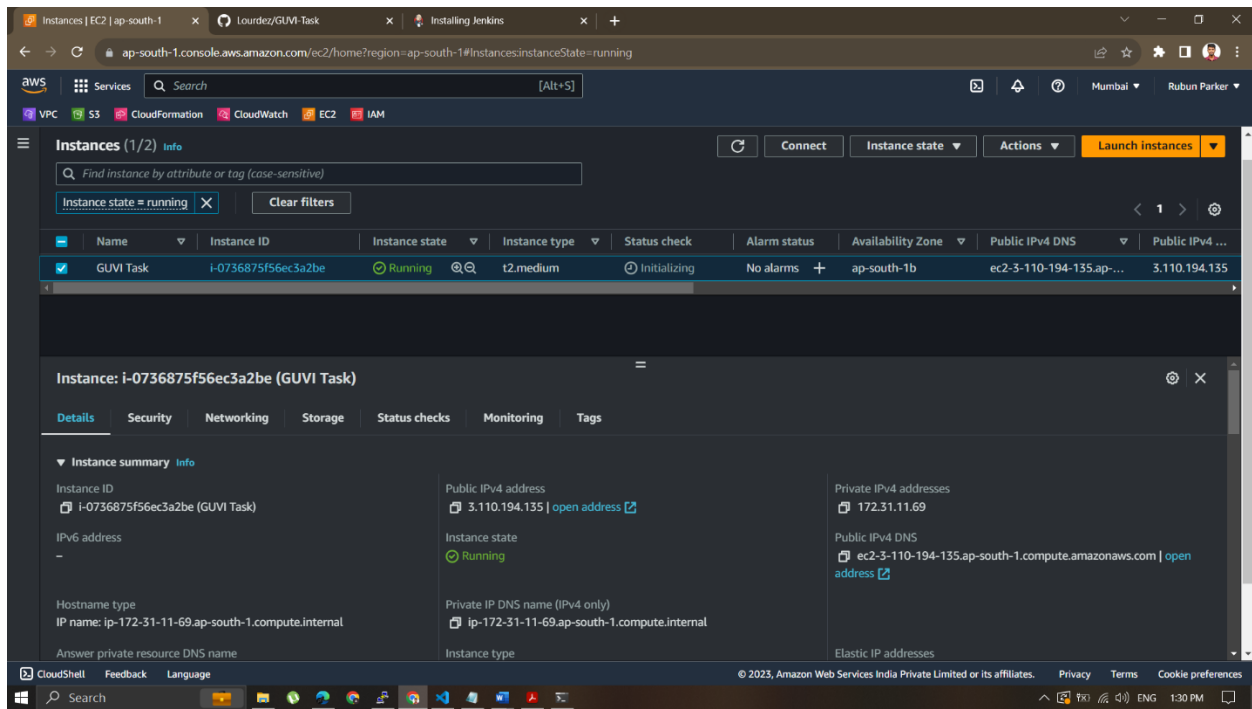 Instances | EC2 | ap-south-1 Lourdez/GUVI-Task Installing Jenkins
ap-south-1.console.aws.amazon.com/ec2/home?region=ap-south-1#Instances:instanceState=running
aws Services Search [Alt+S] Mumbai Rubun Parker
VPC S3 CloudFormation CloudWatch EC2 IAM
Instances (1/2) Info Connect Instance state Actions Launch instances
Find instance by attribute or tag (case-sensitive)
Instance state = running Clear filters
1
Name Instance ID Instance state Instance type Status check Alarm status Availability Zone Public IPv4 DNS Public IPv4 ...
GUVI Task i-0736875f56ec3a2be Running t2.medium Initializing No alarms ap-south-1b ec2-3-110-194-135.ap-... 3.110.194.135
Instance: i-0736875f56ec3a2be (GUVI Task)
Details Security Networking Storage Status checks Monitoring Tags
Instance summary Info
Instance ID Public IPv4 address Private IPv4 addresses
i-0736875f56ec3a2be (GUVI Task) 3.110.194.135 | open address 172.31.11.69
IPv6 address Instance state Public IPv4 DNS
– Running ec2-3-110-194-135.ap-south-1.compute.amazonaws.com | open
address
Hostname type Private IP DNS name (IPv4 only)
IP name: ip-172-31-11-69.ap-south-1.compute.internal ip-172-31-11-69.ap-south-1.compute.internal
Answer private resource DNS name Instance type Elastic IP addresses
CloudShell Feedback Language © 2023, Amazon Web Services India Private Limited or its affiliates. Privacy Terms Cookie preferences
Search ENG 1:30 PM